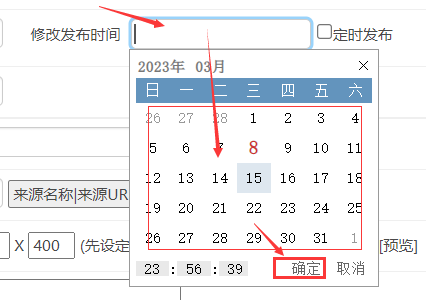 修改发布时间 定时发布
2023年 03月 ×
日 一 二 三 四 五 六
26 27 28 1 2 3 4
5 6 7 8 9 10 11
12 13 14 15 16 17 18
来源名称|来源UR
19 20 21 22 23 24 25
26 27 28 29 30 31 1
X 400 (先设定 [预览]
23 : 56 : 39 确定 取消